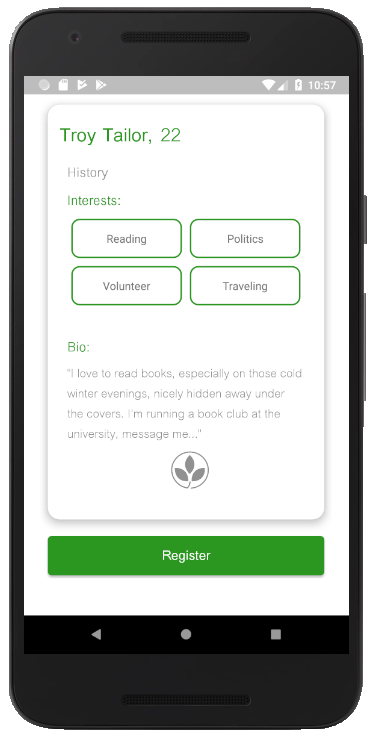 10:57
Troy Tailor, 22
History
Interests:
Reading Politics
Volunteer Traveling
Bio:
"I love to read books, especially on those cold
winter evenings, nicely hidden away under
the covers. I'm running a book club at the
university, message me..."
Register